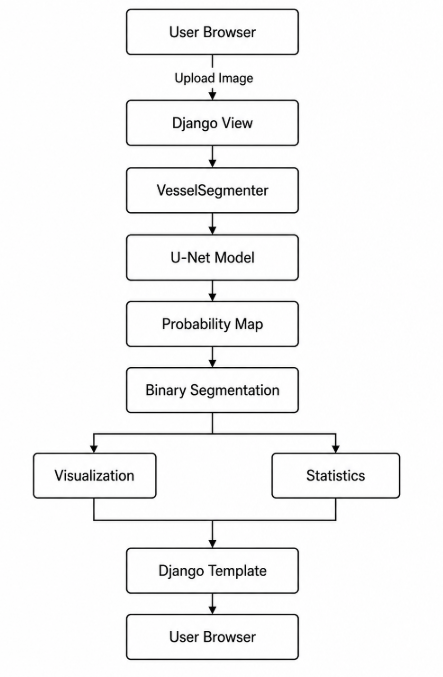 User Browser
Upload Image
Django View
VesselSegmenter
U-Net Model
Probability Map
Binary Segmentation
Visualization
Statistics
Django Template
User Browser